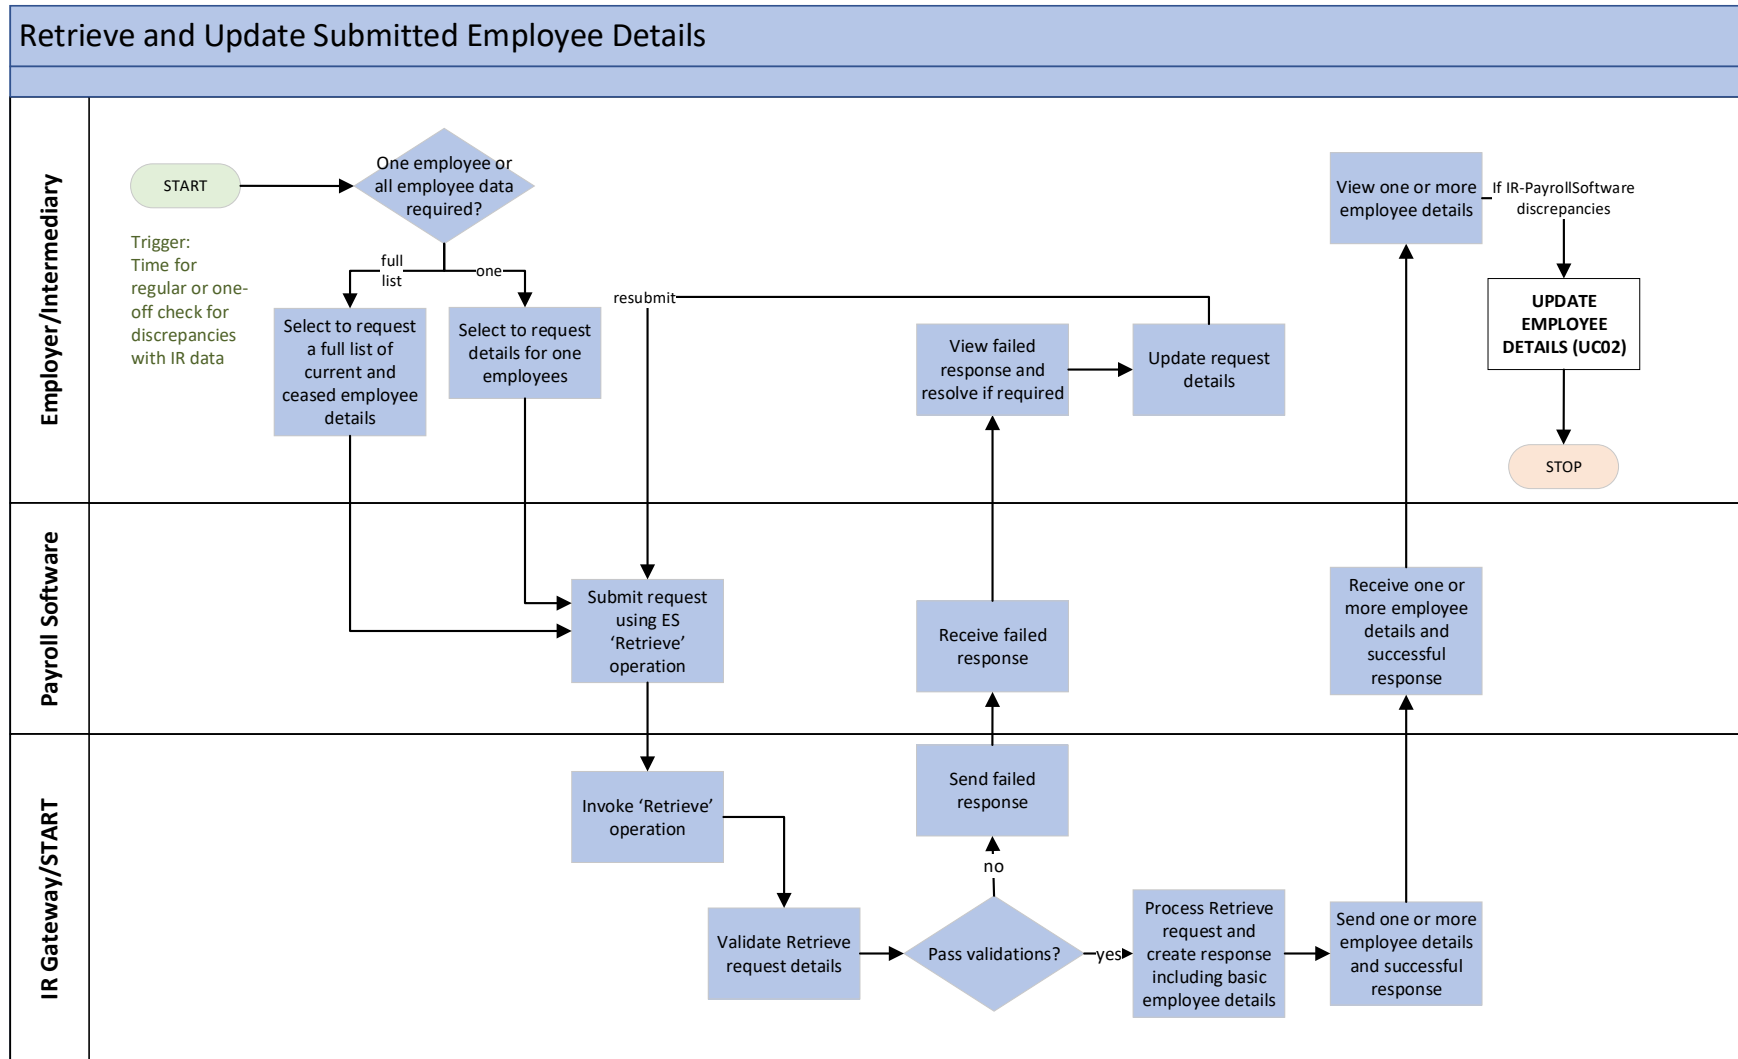 Retrieve and Update Submitted Employee Details
Employer/Intermediary
START
Trigger:
Time for
regular or one-
off check for
discrepancies
with IR data
One employee or
all employee data
required?
full
list
one
Select to request
a full list of
current and
ceased employee
details
Select to request
details for one
employees
resubmit
View failed
response and
resolve if required
Update request
details
View one or more
employee details
If IR-PayrollSoftware
discrepancies
UPDATE
EMPLOYEE
DETAILS (UC02)
STOP
Payroll Software
Submit request
using ES
‘Retrieve’
operation
Receive failed
response
Receive one or
more employee
details and
successful
response
IR Gateway/START
Invoke ‘Retrieve’
operation
Validate Retrieve
request details
Send failed
response
no
Pass validations?
yes
Process Retrieve
request and
create response
including basic
employee details
Send one or more
employee details
and successful
response